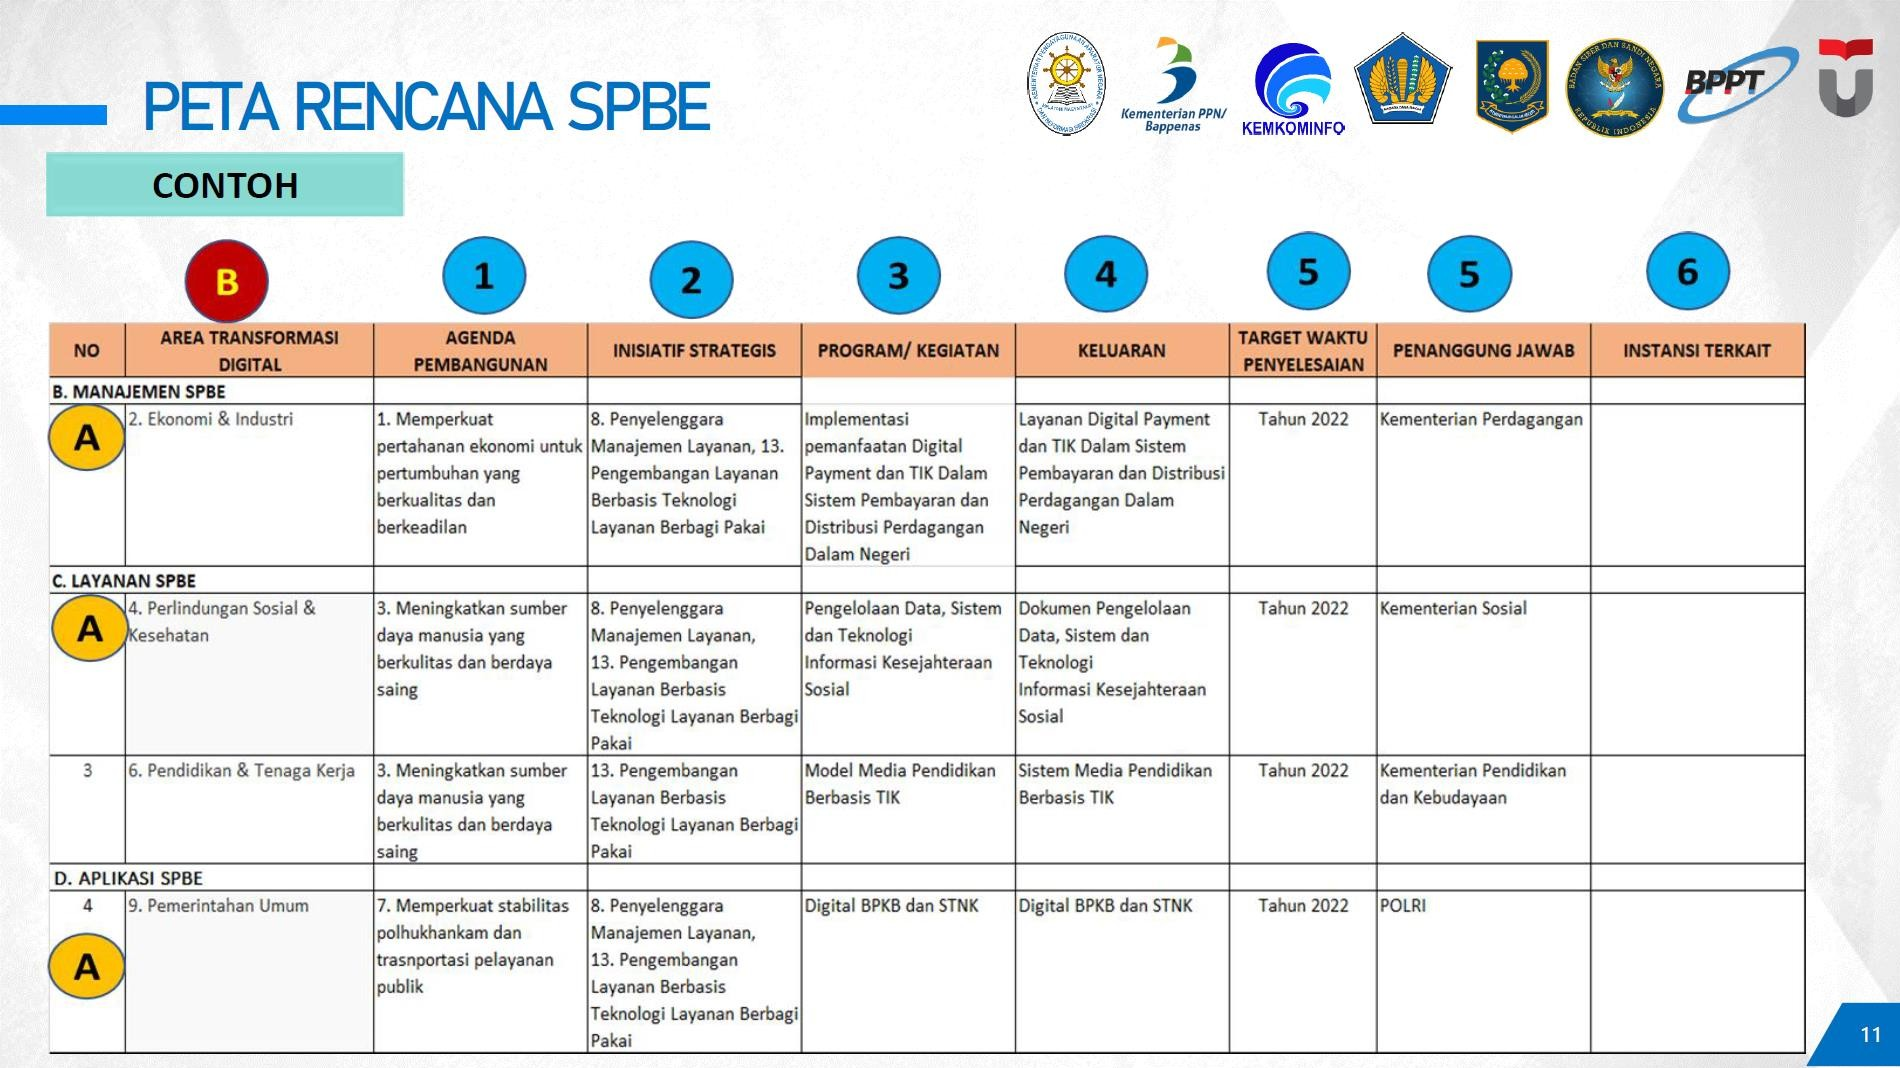 PETA RENCANA SPBE
Kementerian PPN/
Bappenas
KEMKOMINFO
BADAN SIBER DAN SANDI NEGARA
REPUBLIK INDONESIA
BPPT
CONTOH
B
1
2
3
4
5
5
6
NO
AREA TRANSFORMASI
DIGITAL
AGENDA
PEMBANGUNAN
INISIATIF STRATEGIS
PROGRAM/ KEGIATAN
KELUARAN
TARGET WAKTU
PENYELESAIAN
PENANGGUNG JAWAB
INSTANSI TERKAIT
B. MANAJEMEN SPBE
A
2. Ekonomi & Industri
1. Memperkuat
pertahanan ekonomi untuk
pertumbuhan yang
berkualitas dan
berkeadilan
8. Penyelenggara
Manajemen Layanan, 13.
Pengembangan Layanan
Berbasis Teknologi
Layanan Berbagi Pakai
Implementasi
pemanfaatan Digital
Payment dan TIK Dalam
Sistem Pembayaran dan
Distribusi Perdagangan
Dalam Negeri
Layanan Digital Payment
dan TIK Dalam Sistem
Pembayaran dan Distribusi
Perdagangan Dalam
Negeri
Tahun 2022
Kementerian Perdagangan
C. LAYANAN SPBE
A
4. Perlindungan Sosial &
Kesehatan
3. Meningkatkan sumber
daya manusia yang
berkulitas dan berdaya
saing
8. Penyelenggara
Manajemen Layanan,
13. Pengembangan
Layanan Berbasis
Teknologi Layanan Berbagi
Pakai
Pengelolaan Data, Sistem
dan Teknologi
Informasi Kesejahteraan
Sosial
Dokumen Pengelolaan
Data, Sistem dan
Teknologi
Informasi Kesejahteraan
Sosial
Tahun 2022
Kementerian Sosial
3
6. Pendidikan & Tenaga Kerja
3. Meningkatkan sumber
daya manusia yang
berkulitas dan berdaya
saing
13. Pengembangan
Layanan Berbasis
Teknologi Layanan Berbagi
Pakai
Model Media Pendidikan
Berbasis TIK
Sistem Media Pendidikan
Berbasis TIK
Tahun 2022
Kementerian Pendidikan
dan Kebudayaan
D. APLIKASI SPBE
4
A
9. Pemerintahan Umum
7. Memperkuat stabilitas
polhukhankam dan
trasnportasi pelayanan
publik
8. Penyelenggara
Manajemen Layanan,
13. Pengembangan
Layanan Berbasis
Teknologi Layanan Berbagi
Pakai
Digital BPKB dan STNK
Digital BPKB dan STNK
Tahun 2022
POLRI
11